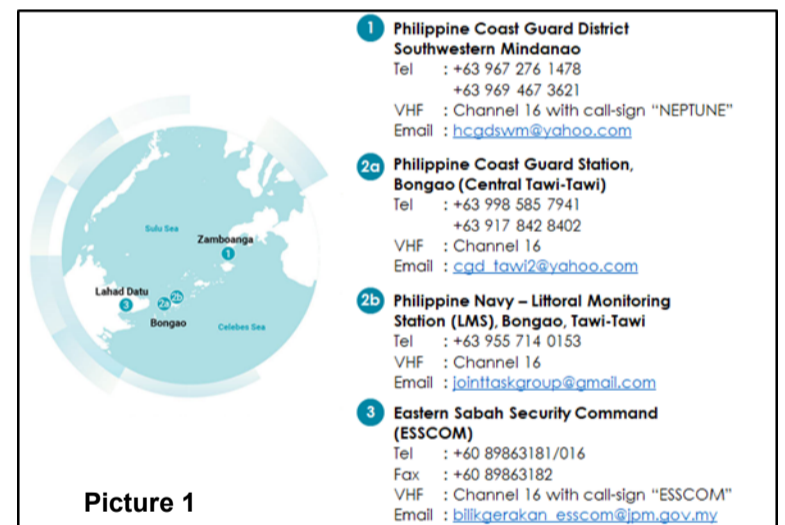 1 Philippine Coast Guard District
Southwestern Mindanao
Tel : +63 967 276 1478
+63 969 467 3621
VHF : Channel 16 with call-sign “NEPTUNE”
Email : hcgdswm@yahoo.com
2a Philippine Coast Guard Station,
Bongao (Central Tawi-Tawi)
Tel : +63 998 585 7941
+63 917 842 8402
VHF : Channel 16
Email : cgd_tawi2@yahoo.com
2b Philippine Navy – Littoral Monitoring
Station (LMS), Bongao, Tawi-Tawi
Tel : +63 955 714 0153
VHF : Channel 16
Email : jointtaskgroup@gmail.com
3 Eastern Sabah Security Command
(ESSCOM)
Tel : +60 89863181/016
Fax : +60 89863182
VHF : Channel 16 with call-sign “ESSCOM”
Email : bilikgerakan_esscom@jpm.gov.my
Sulu Sea
Zamboanga
1
Lahad Datu
3
2a
2b
Bongao
Celebes Sea
Picture 1